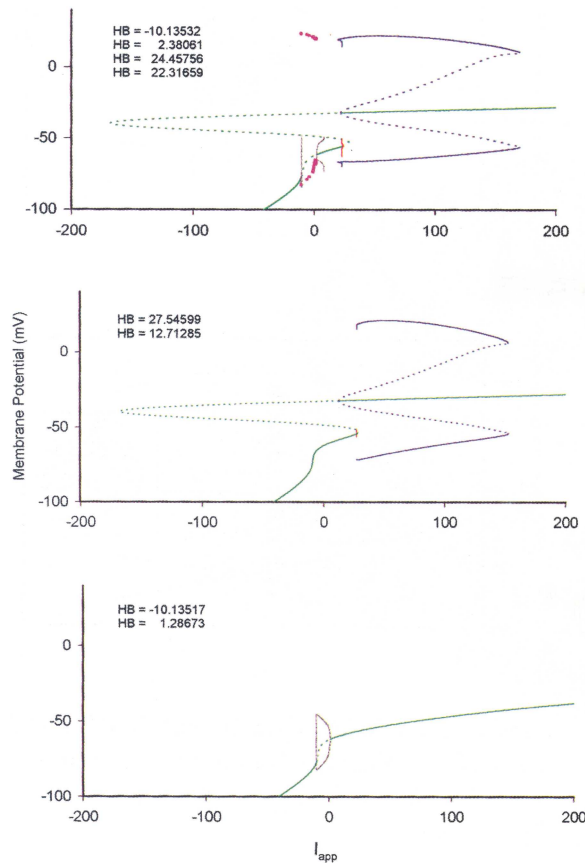 HB = -10.13532
HB = 2.38061
HB = 24.45756
HB = 22.31659
0
-50
-100
-200
-100
0
100
200
Membrane Potential (mV)
HB = 27.54599
HB = 12.71285
0
-50
-100
-200
-100
0
100
200
HB = -10.13517
HB = 1.28673
0
-50
-100
-200
-100
0
100
200
Iapp